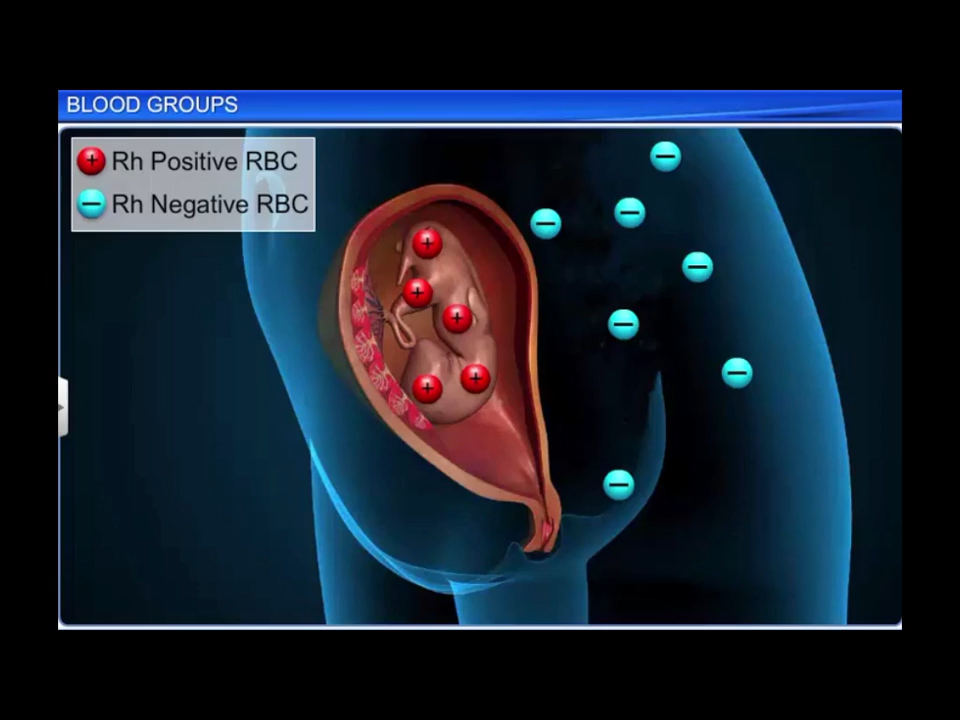 BLOOD GROUPS
+ Rh Positive RBC
− Rh Negative RBC